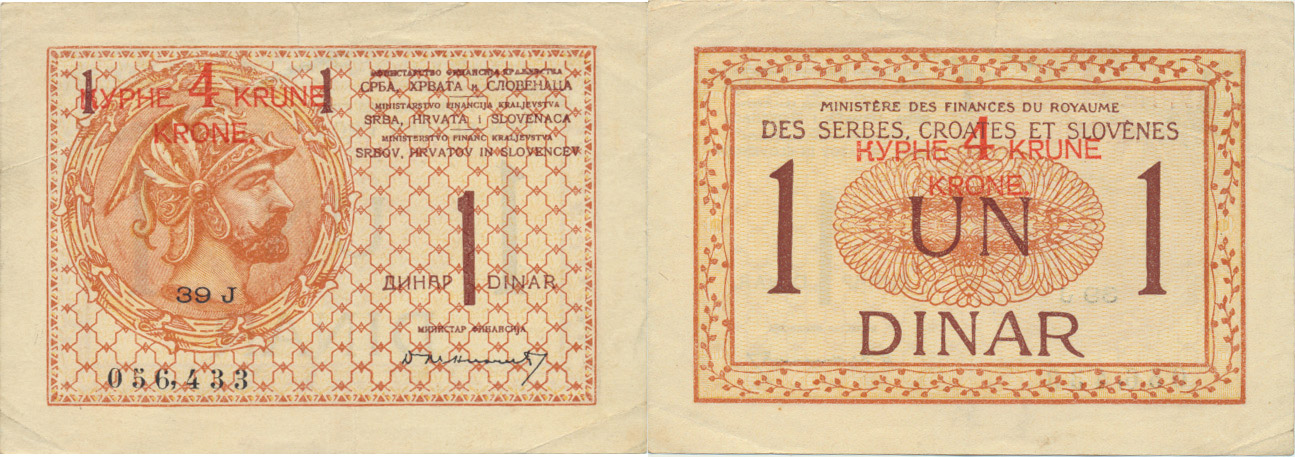 1 1
КУРНЕ 4 KRUNE
KRONE.
МИНИСТАРСТВО ФИНАНСИЈА КРАЉЕВСТВА
СРБА, ХРВАТА и СЛОВЕНАЦА
MINISTARSTVO FINANCIJA KRALJEVSTVA
SRBA, HRVATA i SLOVENACA
MINISTERSTVO FINANC KRALJEVSTVA
SRBOV, HRVATOV IN SLOVENCEV
ДИНАР 1 DINAR
МИНИСТАР ФИНАНСИЈА
39 J
056,433
MINISTÈRE DES FINANCES DU ROYAUME
DES SERBES, CROATES ET SLOVÈNES
КУРНЕ 4 KRUNE
KRONE
1 UN 1
DINAR